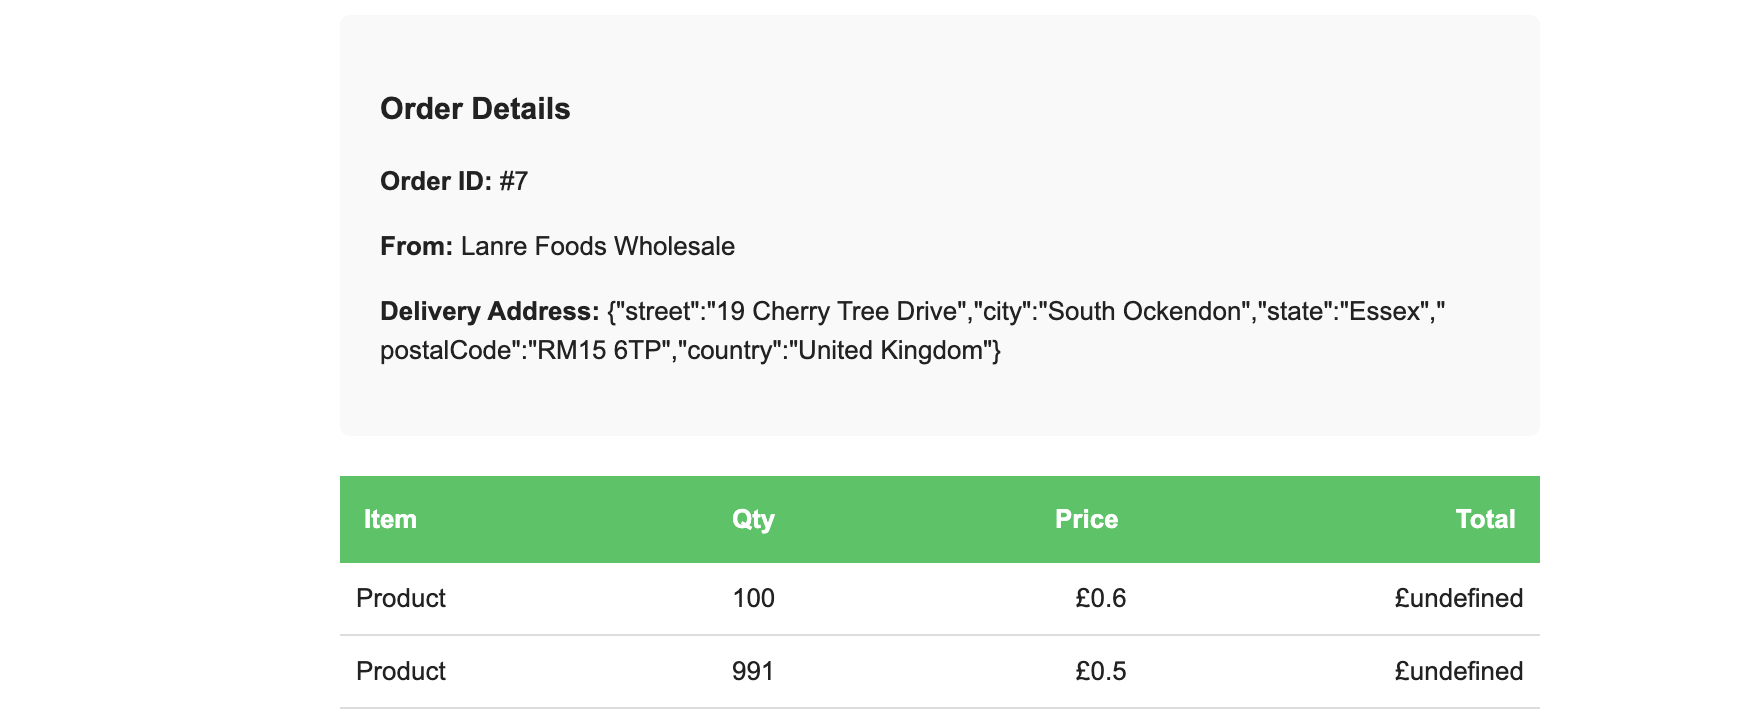 Order Details
Order ID: #7
From: Lanre Foods Wholesale
Delivery Address: {"street":"19 Cherry Tree Drive","city":"South Ockendon","state":"Essex","
postalCode":"RM15 6TP","country":"United Kingdom"}
Item Qty Price Total
Product 100 £0.6 £undefined
Product 991 £0.5 £undefined